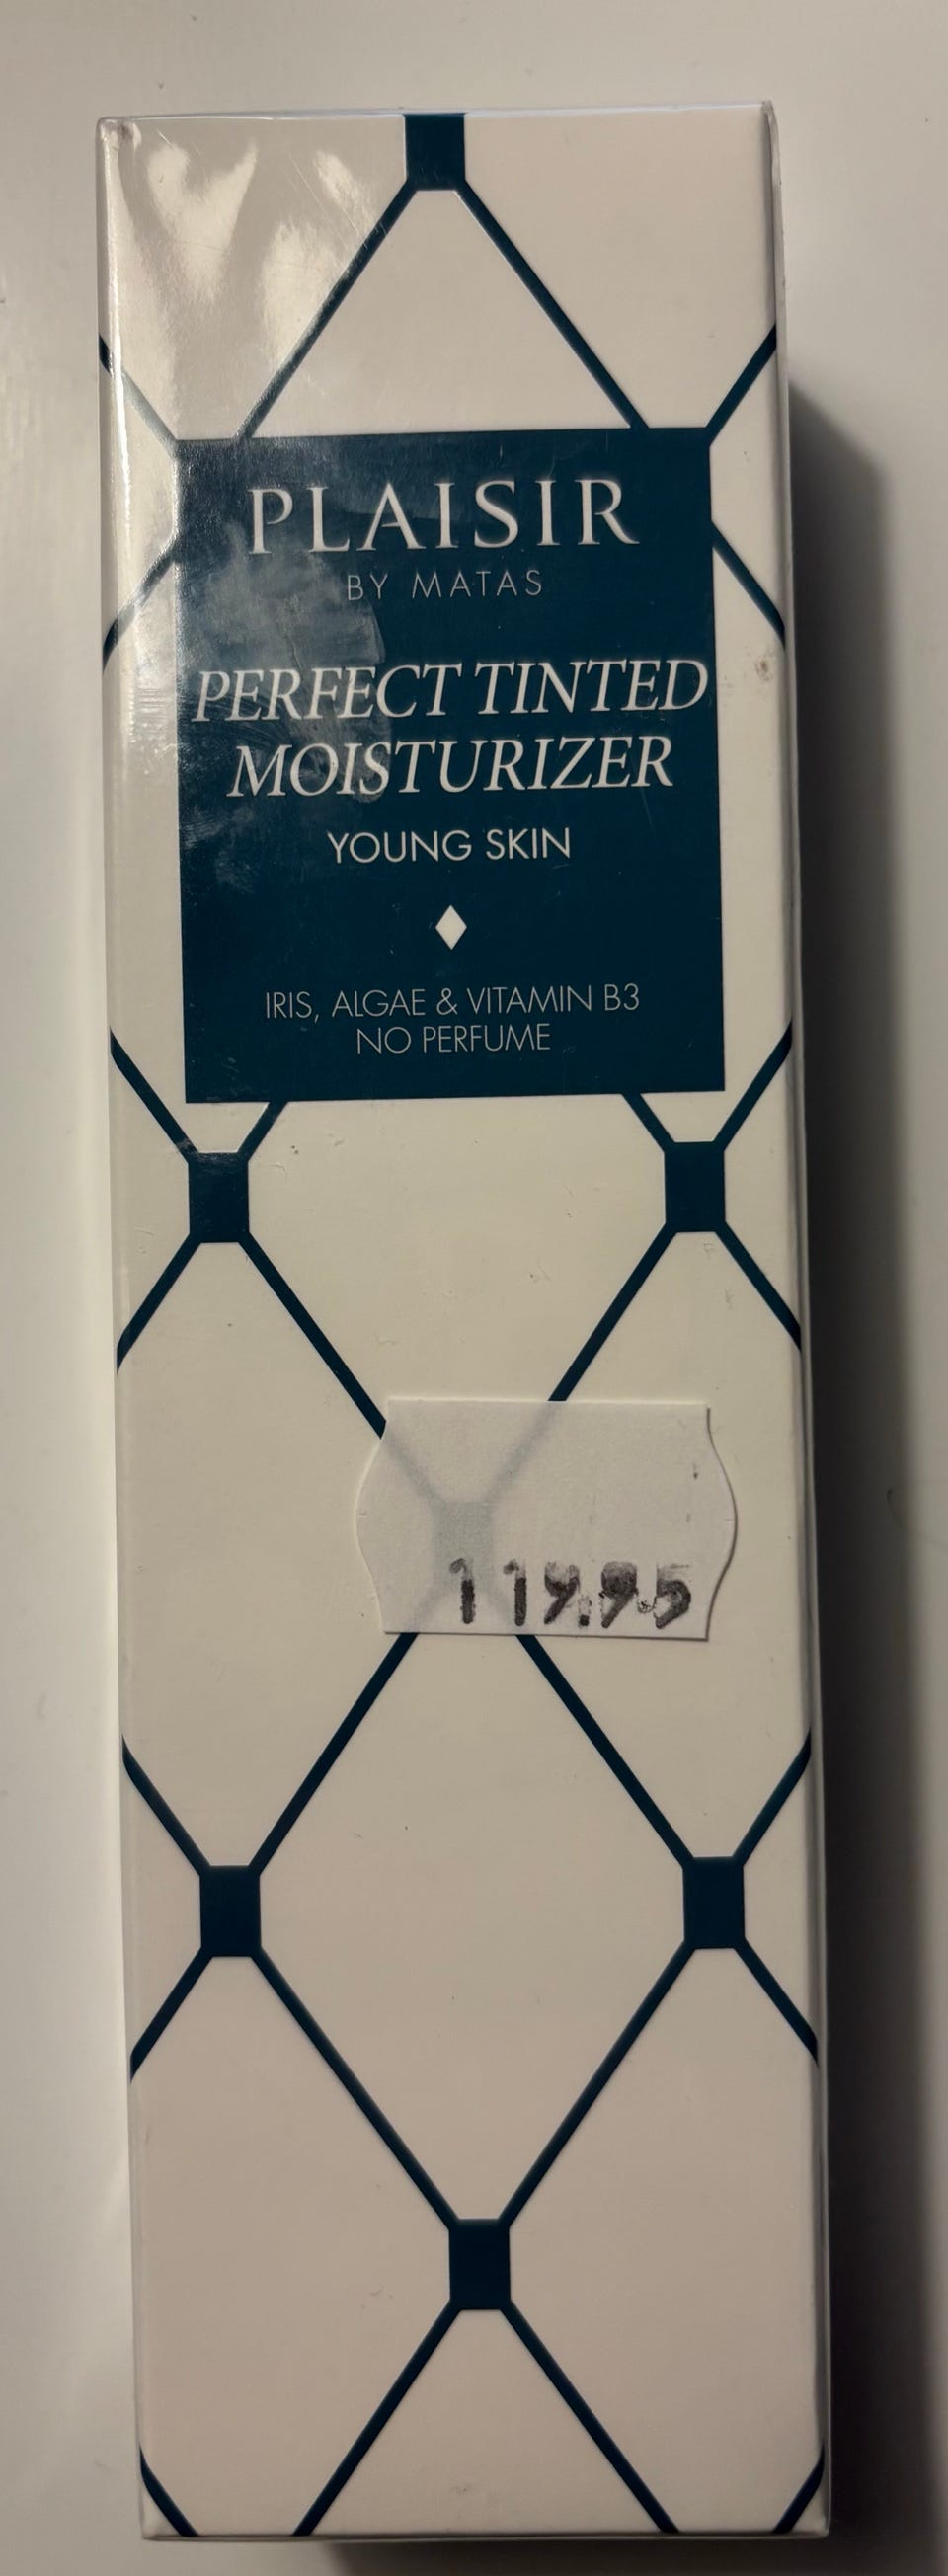 PLAISIR
BY MATAS
PERFECT TINTED
MOISTURIZER
YOUNG SKIN
IRIS, ALGAE & VITAMIN B3
NO PERFUME
119.95